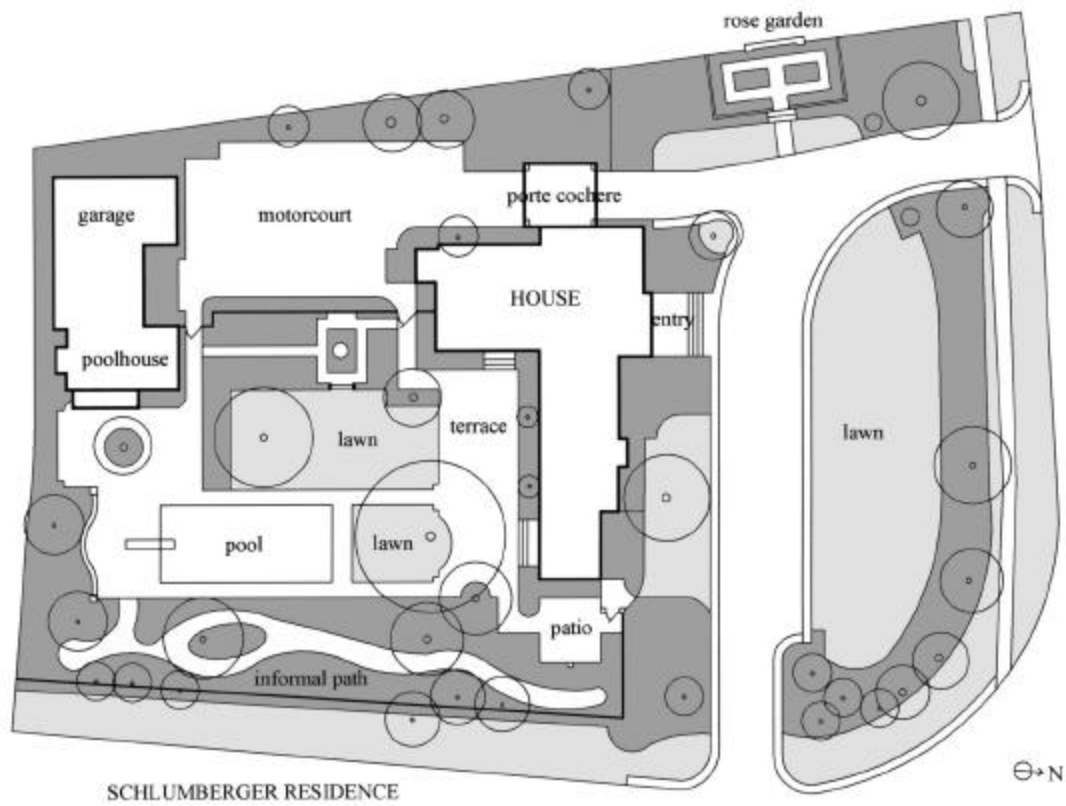 rose garden
porte cochere
garage
motorcourt
HOUSE
entry
poolhouse
lawn
terrace
lawn
pool
lawn
patio
informal path
N
SCHLUMBERGER RESIDENCE